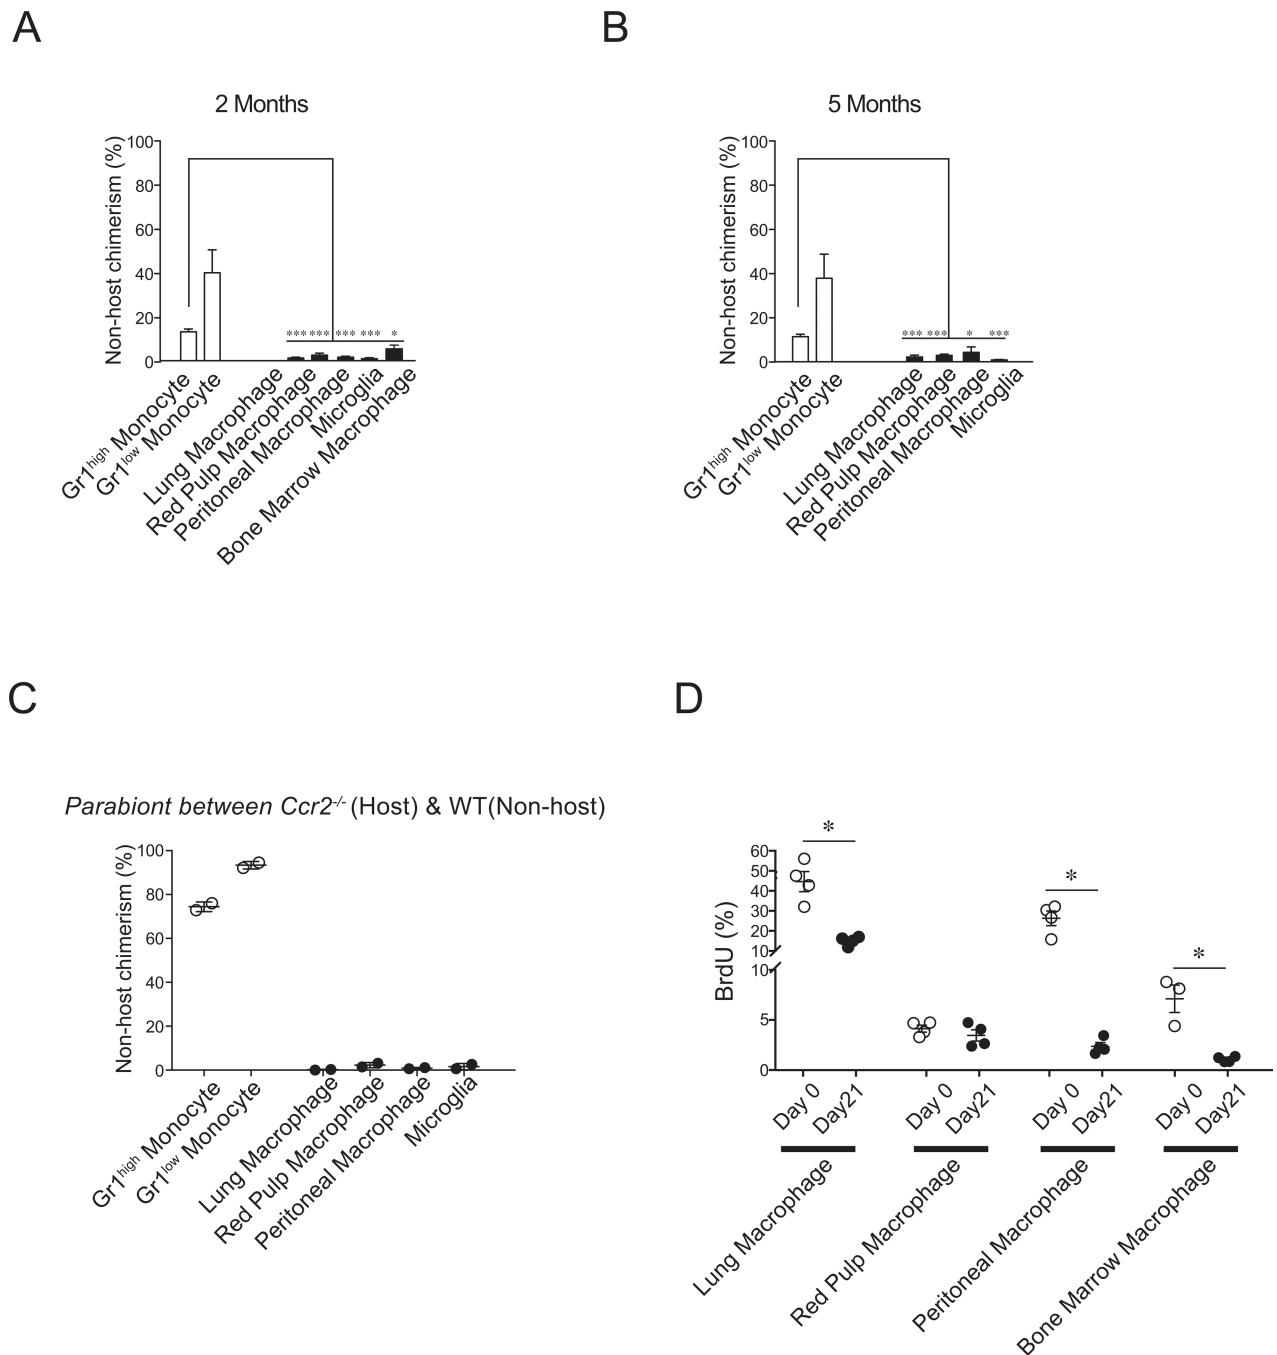 A
2 Months
Non-host chimerism (%)
100
80
60
40
20
0
*** *** *** *** *
Gr1high Monocyte
Gr1low Monocyte
Lung Macrophage
Red Pulp Macrophage
Peritoneal Macrophage
Microglia
Bone Marrow Macrophage
B
5 Months
Non-host chimerism (%)
100
80
60
40
20
0
*** *** * ***
Gr1high Monocyte
Gr1low Monocyte
Lung Macrophage
Red Pulp Macrophage
Peritoneal Macrophage
Microglia
C
Parabiont between Ccr2-/- (Host) & WT(Non-host)
Non-host chimerism (%)
100
80
60
40
20
0
Gr1high Monocyte
Gr1low Monocyte
Lung Macrophage
Red Pulp Macrophage
Peritoneal Macrophage
Microglia
D
BrdU (%)
60
50
40
30
20
10
10
5
0
*
*
*
Day 0
Day21
Day 0
Day21
Day 0
Day21
Day 0
Day21
Lung Macrophage
Red Pulp Macrophage
Peritoneal Macrophage
Bone Marrow Macrophage